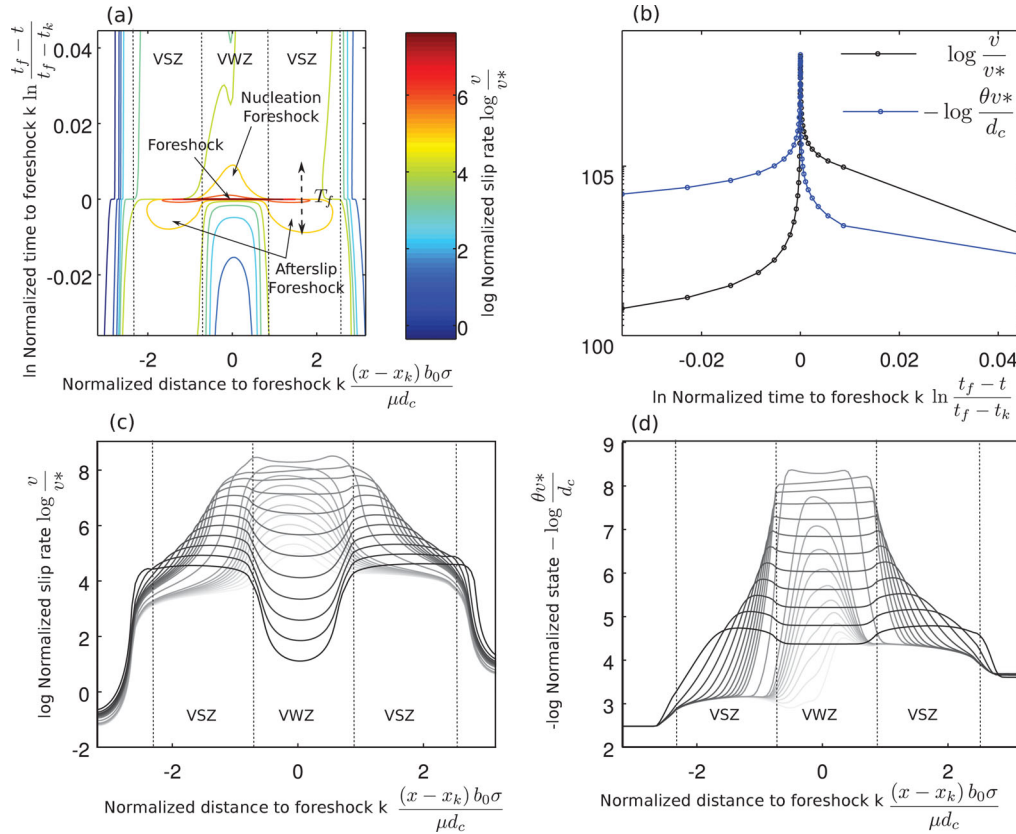 (a)
ln Normalized time to foreshock k ln (t_f − t)/(t_f − t_k)
0.04
0.02
0
-0.02
VSZ VWZ VSZ
Nucleation
Foreshock
Foreshock
T_f
Afterslip
Foreshock
-2 0 2
Normalized distance to foreshock k (x − x_k) b_0σ/μd_c
6
4
2
0
log Normalized slip rate log v/v*
(b)
log v/v*
− log θv*/d_c
105
100
-0.02 0 0.02 0.04
ln Normalized time to foreshock k ln (t_f − t)/(t_f − t_k)
(c)
log Normalized slip rate log v/v*
8
6
4
2
0
-2
VSZ VWZ VSZ
-2 0 2
Normalized distance to foreshock k (x − x_k) b_0σ/μd_c
(d)
-log Normalized state − log θv*/d_c
-9
8
7
6
5
4
3
2
VSZ VWZ VSZ
-2 0 2
Normalized distance to foreshock k (x − x_k) b_0σ/μd_c